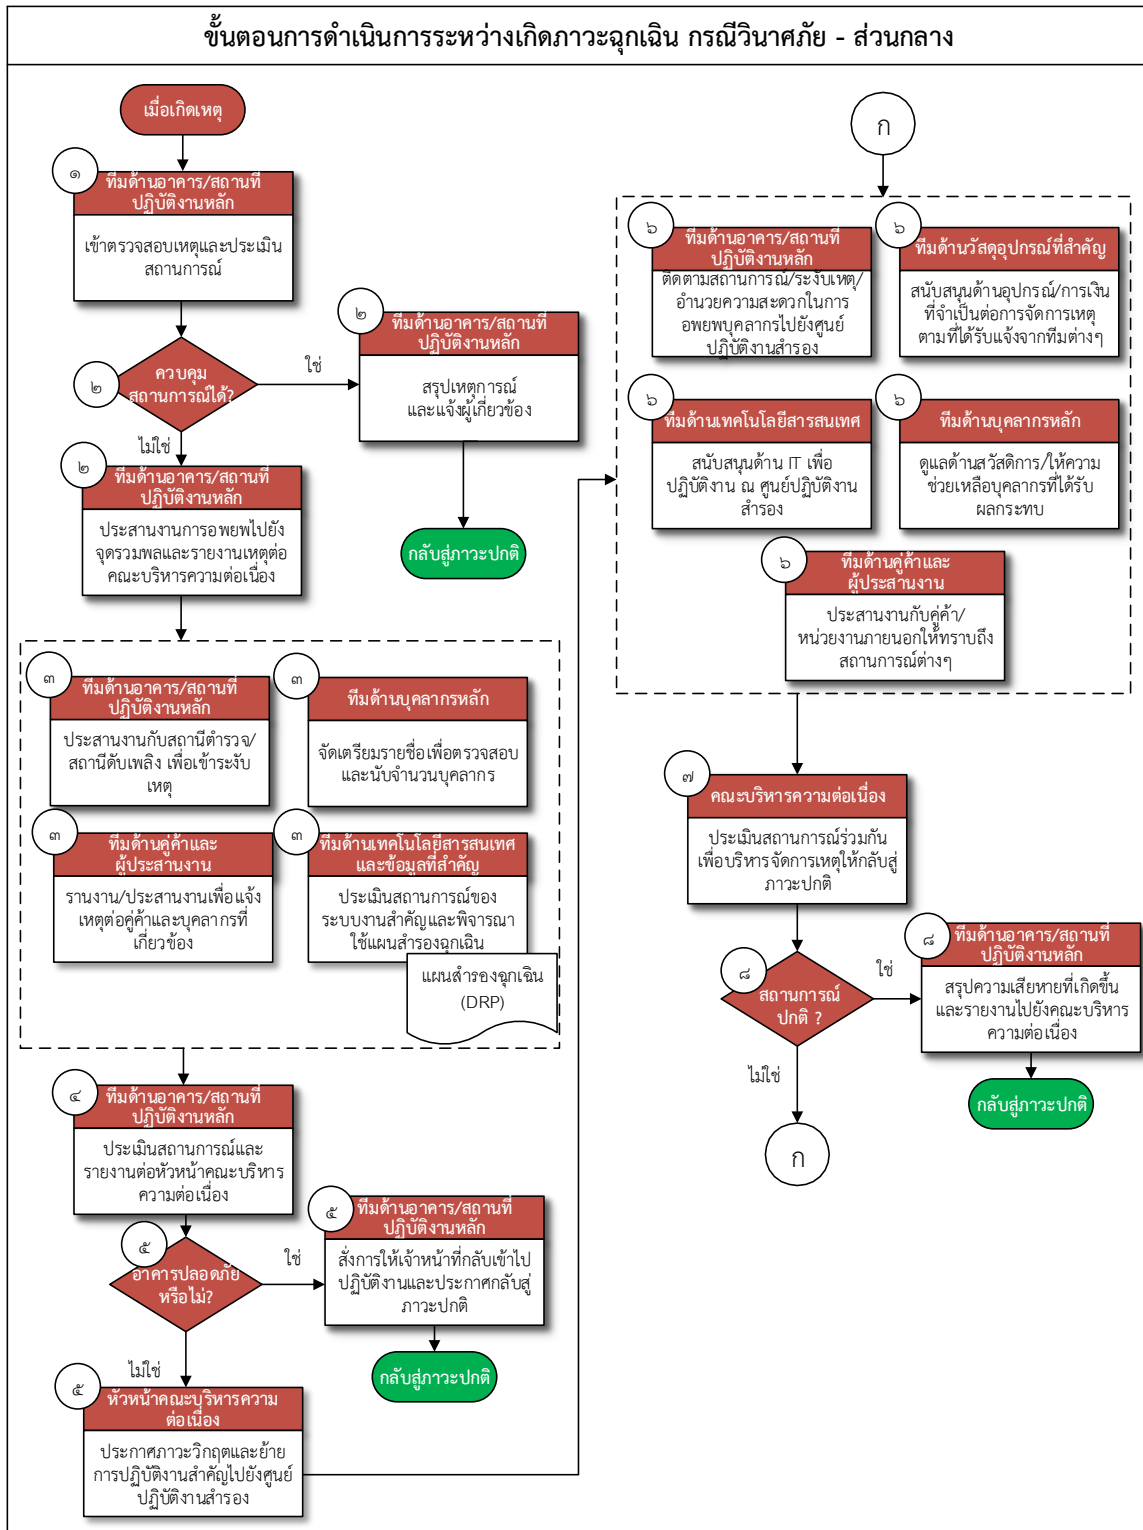 ขั้นตอนการดำเนินการระหว่างเกิดภาวะฉุกเฉิน กรณีวินาศภัย - ส่วนกลาง
เมื่อเกิดเหตุ
๑
ทีมด้านอาคาร/สถานที่
ปฏิบัติงานหลัก
เข้าตรวจสอบเหตุและประเมิน
สถานการณ์
๒
ควบคุม
สถานการณ์ได้?
ใช่
๒
ทีมด้านอาคาร/สถานที่
ปฏิบัติงานหลัก
สรุปเหตุการณ์
และแจ้งผู้เกี่ยวข้อง
กลับสู่ภาวะปกติ
ไม่ใช่
๒
ทีมด้านอาคาร/สถานที่
ปฏิบัติงานหลัก
ประสานงานการอพยพไปยัง
จุดรวมพลและรายงานเหตุต่อ
คณะบริหารความต่อเนื่อง
๓
ทีมด้านอาคาร/สถานที่
ปฏิบัติงานหลัก
ประสานงานกับสถานีตำรวจ/
สถานีดับเพลิง เพื่อเข้าระงับ
เหตุ
๓
ทีมด้านบุคลากรหลัก
จัดเตรียมรายชื่อเพื่อตรวจสอบ
และนับจำนวนบุคลากร
๓
ทีมด้านคู่ค้าและ
ผู้ประสานงาน
รานงาน/ประสานงานเพื่อแจ้ง
เหตุต่อคู่ค้าและบุคลากรที่
เกี่ยวข้อง
๓
ทีมด้านเทคโนโลยีสารสนเทศ
และข้อมูลที่สำคัญ
ประเมินสถานการณ์ของ
ระบบงานสำคัญและพิจารณา
ใช้แผนสำรองฉุกเฉิน
แผนสำรองฉุกเฉิน
(DRP)
๔
ทีมด้านอาคาร/สถานที่
ปฏิบัติงานหลัก
ประเมินสถานการณ์และ
รายงานต่อหัวหน้าคณะบริหาร
ความต่อเนื่อง
๕
อาคารปลอดภัย
หรือไม่?
ใช่
๕
ทีมด้านอาคาร/สถานที่
ปฏิบัติงานหลัก
สั่งการให้เจ้าหน้าที่กลับเข้าไป
ปฏิบัติงานและประกาศกลับสู่
ภาวะปกติ
กลับสู่ภาวะปกติ
ไม่ใช่
๕
หัวหน้าคณะบริหารความ
ต่อเนื่อง
ประกาศภาวะวิกฤตและย้าย
การปฏิบัติงานสำคัญไปยังศูนย์
ปฏิบัติงานสำรอง
ก
๖
ทีมด้านอาคาร/สถานที่
ปฏิบัติงานหลัก
ติดตามสถานการณ์/ระงับเหตุ/
อำนวยความสะดวกในการ
อพยพบุคลากรไปยังศูนย์
ปฏิบัติงานสำรอง
๖
ทีมด้านวัสดุอุปกรณ์ที่สำคัญ
สนับสนุนด้านอุปกรณ์/การเงิน
ที่จำเป็นต่อการจัดการเหตุ
ตามที่ได้รับแจ้งจากทีมต่างๆ
๖
ทีมด้านเทคโนโลยีสารสนเทศ
สนับสนุนด้าน IT เพื่อ
ปฏิบัติงาน ณ ศูนย์ปฏิบัติงาน
สำรอง
๖
ทีมด้านบุคลากรหลัก
ดูแลด้านสวัสดิการ/ให้ความ
ช่วยเหลือบุคลากรที่ได้รับ
ผลกระทบ
๖
ทีมด้านคู่ค้าและ
ผู้ประสานงาน
ประสานงานกับคู่ค้า/
หน่วยงานภายนอกให้ทราบถึง
สถานการณ์ต่างๆ
๗
คณะบริหารความต่อเนื่อง
ประเมินสถานการณ์ร่วมกัน
เพื่อบริหารจัดการเหตุให้กลับสู่
ภาวะปกติ
๘
สถานการณ์
ปกติ ?
ใช่
๘
ทีมด้านอาคาร/สถานที่
ปฏิบัติงานหลัก
สรุปความเสียหายที่เกิดขึ้น
และรายงานไปยังคณะบริหาร
ความต่อเนื่อง
กลับสู่ภาวะปกติ
ไม่ใช่
ก